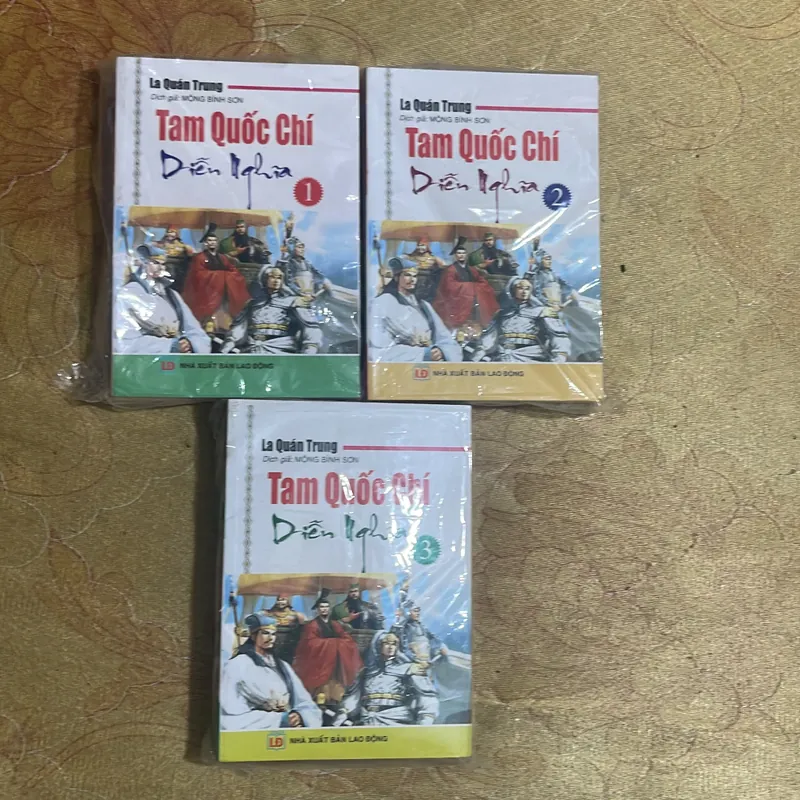 La Quán Trung
Dịch giả: MỘNG BÌNH SƠN
Tam Quốc Chí
Diễn Nghĩa
1
LĐ NHÀ XUẤT BẢN LAO ĐỘNG
La Quán Trung
Dịch giả: MỘNG BÌNH SƠN
Tam Quốc Chí
Diễn Nghĩa
2
LĐ NHÀ XUẤT BẢN LAO ĐỘNG
La Quán Trung
Dịch giả: MỘNG BÌNH SƠN
Tam Quốc Chí
Diễn Nghĩa
3
LĐ NHÀ XUẤT BẢN LAO ĐỘNG